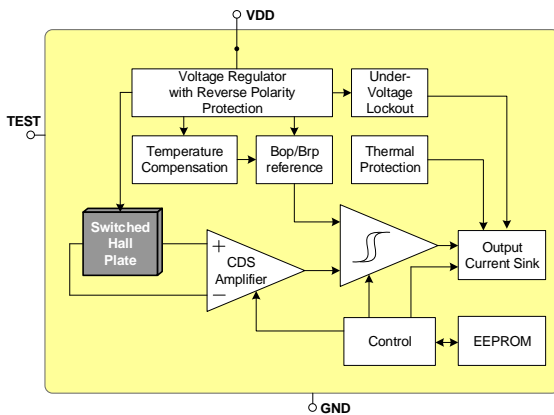 VDD
Voltage Regulator
with Reverse Polarity
Protection
Under-
Voltage
Lockout
TEST
Temperature
Compensation
Bop/Brp
reference
Thermal
Protection
Switched
Hall
Plate
+
CDS
Amplifier
−
Output
Current Sink
Control
EEPROM
GND